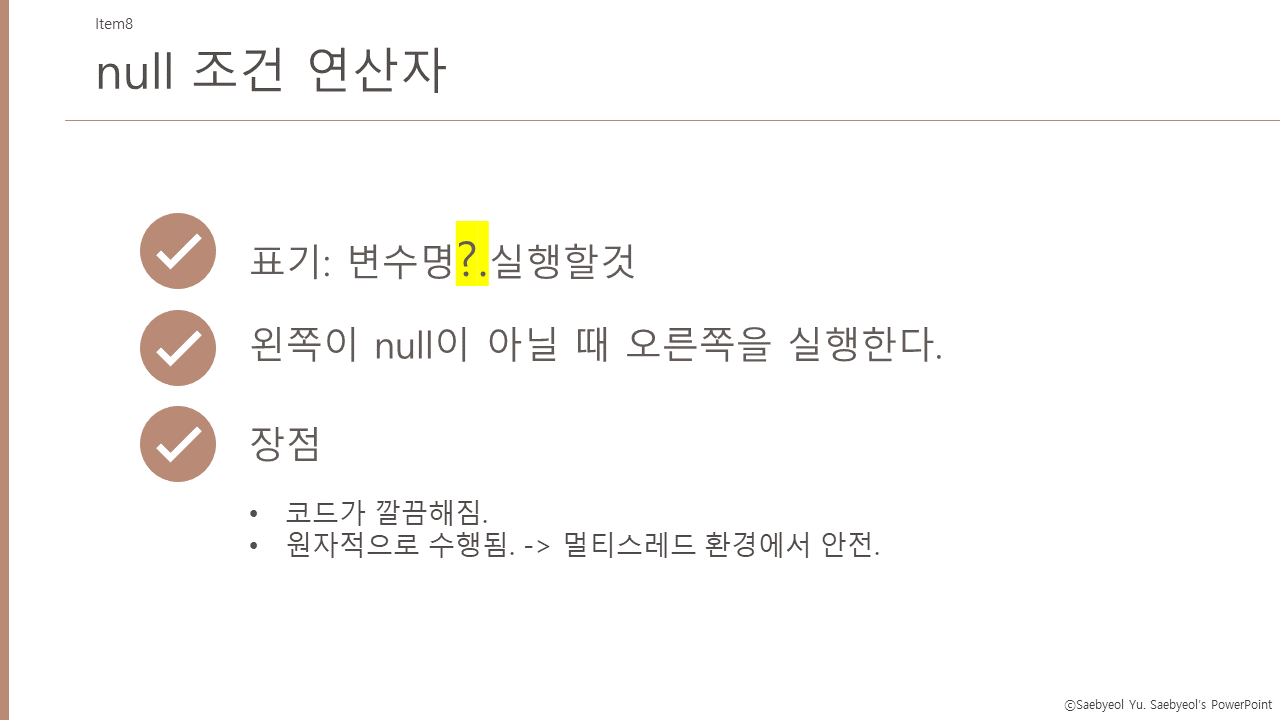 Item8
null 조건 연산자
표기: 변수명?.실행할것
왼쪽이 null이 아닐 때 오른쪽을 실행한다.
장점
• 코드가 깔끔해짐.
• 원자적으로 수행됨. -> 멀티스레드 환경에서 안전.
ⓒSaebyeol Yu. Saebyeol's PowerPoint